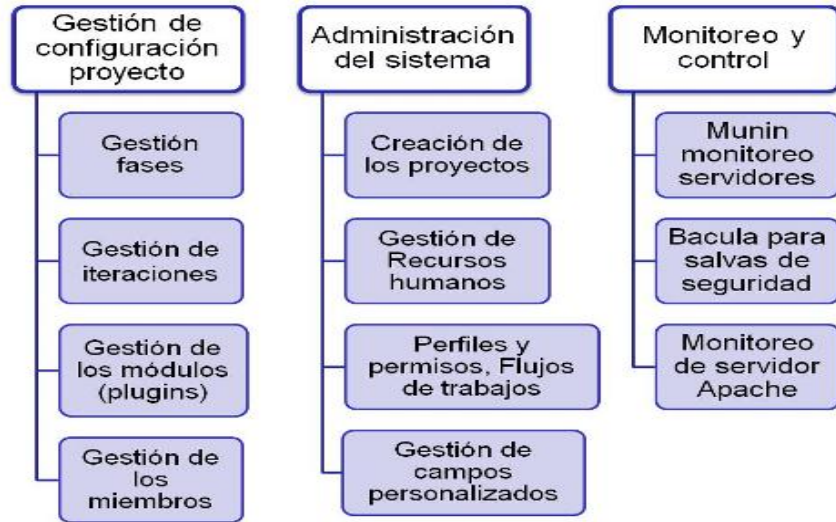 Gestión de
configuración
proyecto
Gestión
fases
Gestión de
iteraciones
Gestión de
los módulos
(plugins)
Gestión de
los
miembros
Administración
del sistema
Creación de
los proyectos
Gestión de
Recursos
humanos
Perfiles y
permisos, Flujos
de trabajos
Gestión de
campos
personalizados
Monitoreo y
control
Munin
monitoreo
servidores
Bacula para
salvas de
seguridad
Monitoreo
de servidor
Apache